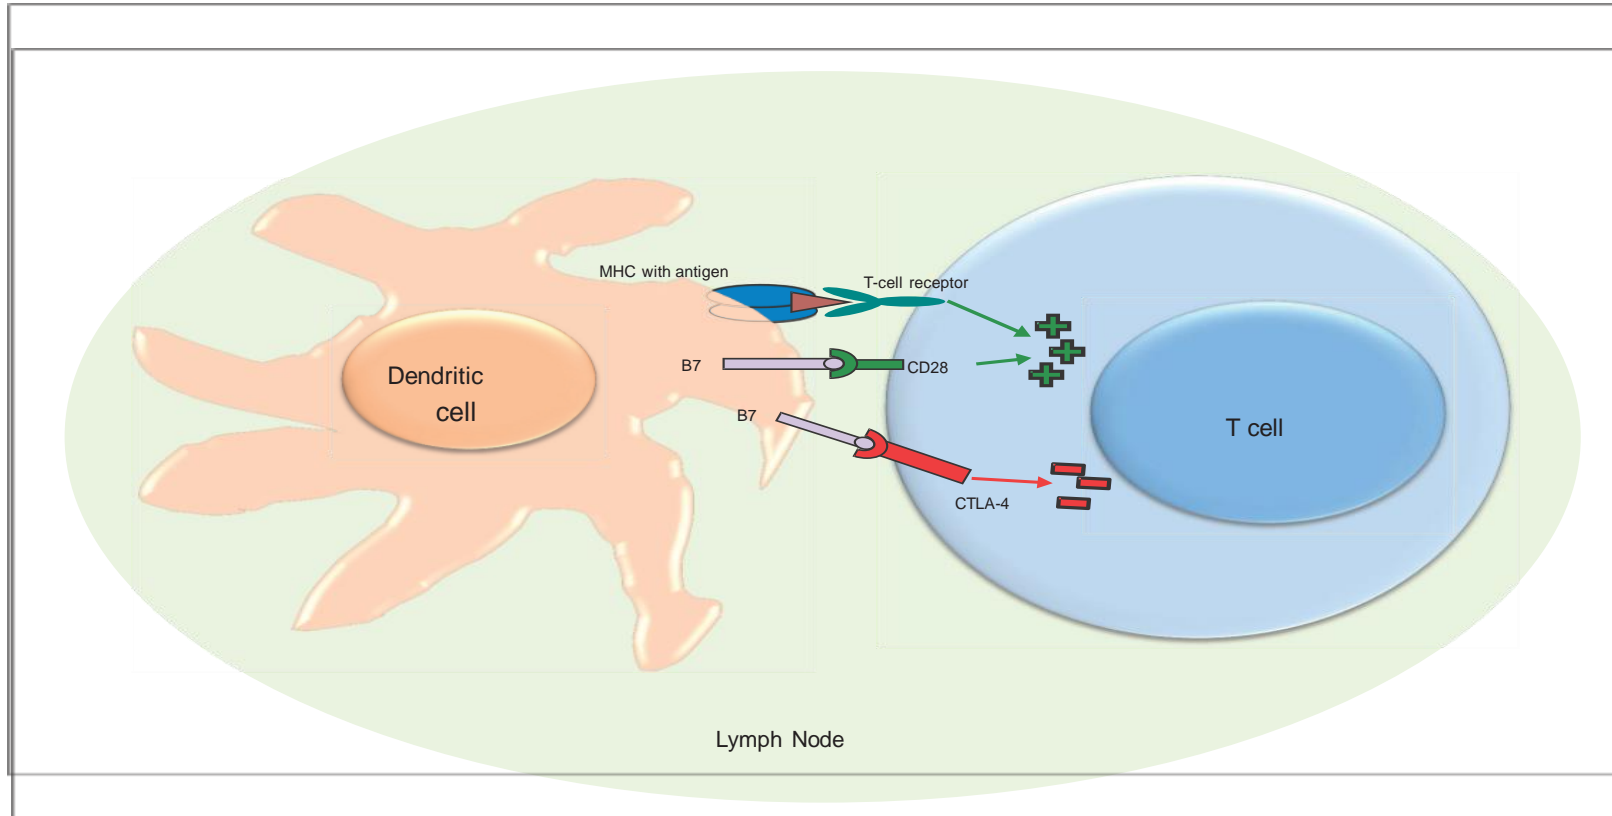 MHC with antigen
T-cell receptor
B7
CD28
Dendritic
cell
B7
T cell
CTLA-4
Lymph Node